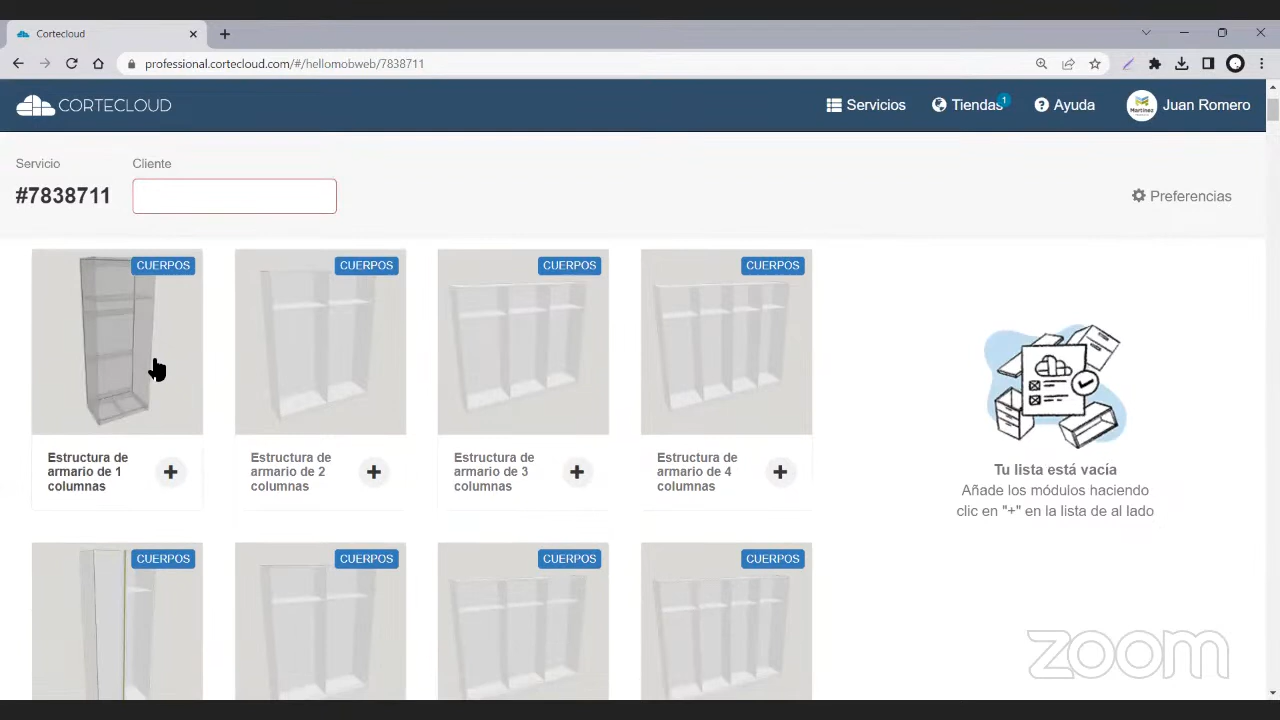 Cortecloud
professional.cortecloud.com/#/hellomobweb/7838711
CORTECLOUD
Servicios
Tiendas
1
Ayuda
Juan Romero
Servicio
Cliente
#7838711
Preferencias
CUERPOS
CUERPOS
CUERPOS
CUERPOS
Estructura de
armario de 1
columnas
Estructura de
armario de 2
columnas
Estructura de
armario de 3
columnas
Estructura de
armario de 4
columnas
Tu lista está vacía
Añade los módulos haciendo
clic en "+" en la lista de al lado
CUERPOS
CUERPOS
CUERPOS
CUERPOS
zoom